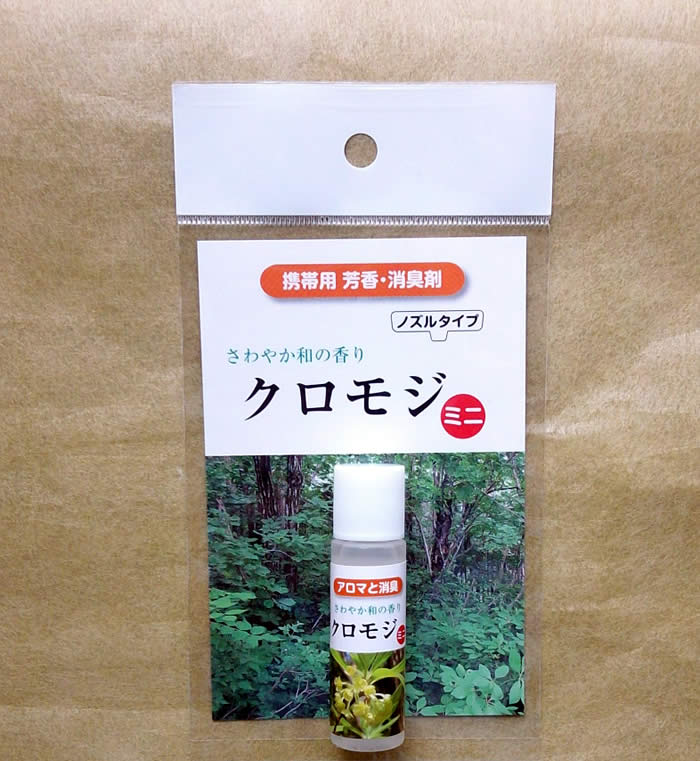 携帯用 芳香・消臭剤
ノズルタイプ
さわやか和の香り
クロモジ
ミニ
アロマと消臭
さわやか和の香り
クロモジ
ミニ